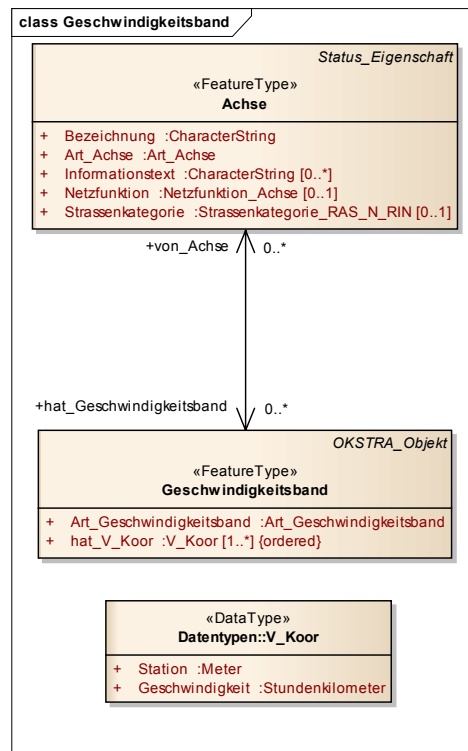 class Geschwindigkeitsband
Status_Eigenschaft
«FeatureType»
Achse
+ Bezeichnung :CharacterString
+ Art_Achse :Art_Achse
+ Informationstext :CharacterString [0..*]
+ Netzfunktion :Netzfunktion_Achse [0..1]
+ Strassenkategorie :Strassenkategorie_RAS_N_RIN [0..1]
+von_Achse 0..*
+hat_Geschwindigkeitsband 0..*
OKSTRA_Objekt
«FeatureType»
Geschwindigkeitsband
+ Art_Geschwindigkeitsband :Art_Geschwindigkeitsband
+ hat_V_Koor :V_Koor [1..*] {ordered}
«DataType»
Datentypen::V_Koor
+ Station :Meter
+ Geschwindigkeit :Stundenkilometer